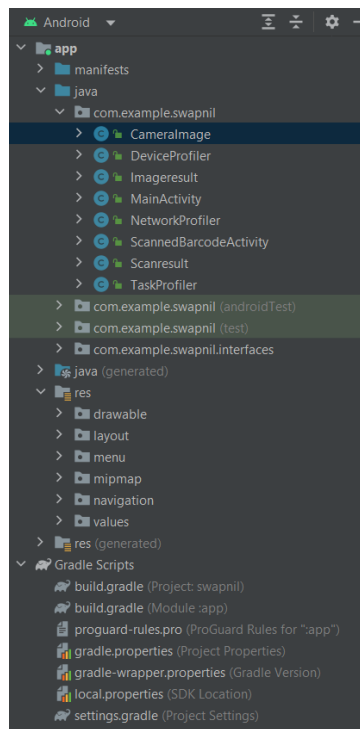 Android
app
manifests
java
com.example.swapnil
CameraImage
DeviceProfiler
Imageresult
MainActivity
NetworkProfiler
ScannedBarcodeActivity
Scanresult
TaskProfiler
com.example.swapnil (androidTest)
com.example.swapnil (test)
com.example.swapnil.interfaces
java (generated)
res
drawable
layout
menu
mipmap
navigation
values
res (generated)
Gradle Scripts
build.gradle (Project: swapnil)
build.gradle (Module :app)
proguard-rules.pro (ProGuard Rules for ":app")
gradle.properties (Project Properties)
gradle-wrapper.properties (Gradle Version)
local.properties (SDK Location)
settings.gradle (Project Settings)